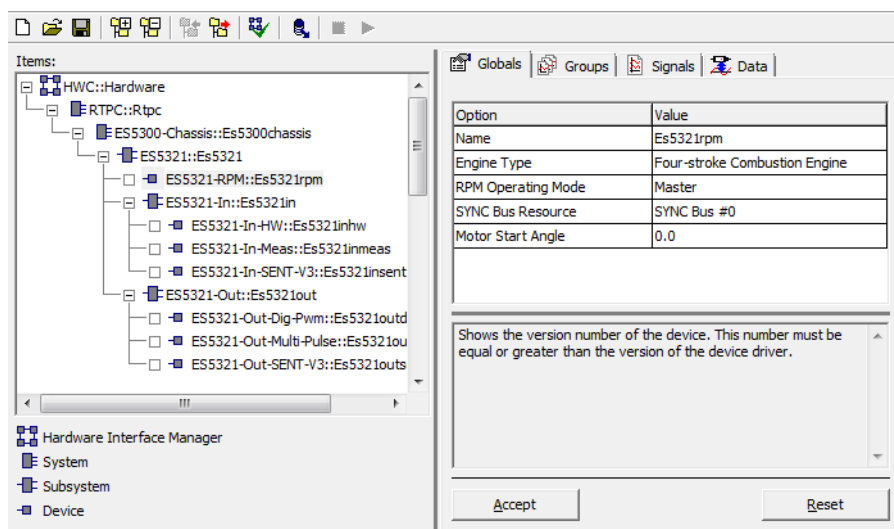 Items:
HWC::Hardware
RTPC::Rtpc
ES5300-Chassis::Es5300chassis
ES5321::Es5321
ES5321-RPM::Es5321rpm
ES5321-In::Es5321in
ES5321-In-HW::Es5321inhw
ES5321-In-Meas::Es5321inmeas
ES5321-In-SENT-V3::Es5321insent
ES5321-Out::Es5321out
ES5321-Out-Dig-Pwm::Es5321outd
ES5321-Out-Multi-Pulse::Es5321ou
ES5321-Out-SENT-V3::Es5321outs
Hardware Interface Manager
System
Subsystem
Device
Globals Groups Signals Data
Option Value
Name Es5321rpm
Engine Type Four-stroke Combustion Engine
RPM Operating Mode Master
SYNC Bus Resource SYNC Bus #0
Motor Start Angle 0.0
Shows the version number of the device. This number must be
equal or greater than the version of the device driver.
Accept Reset